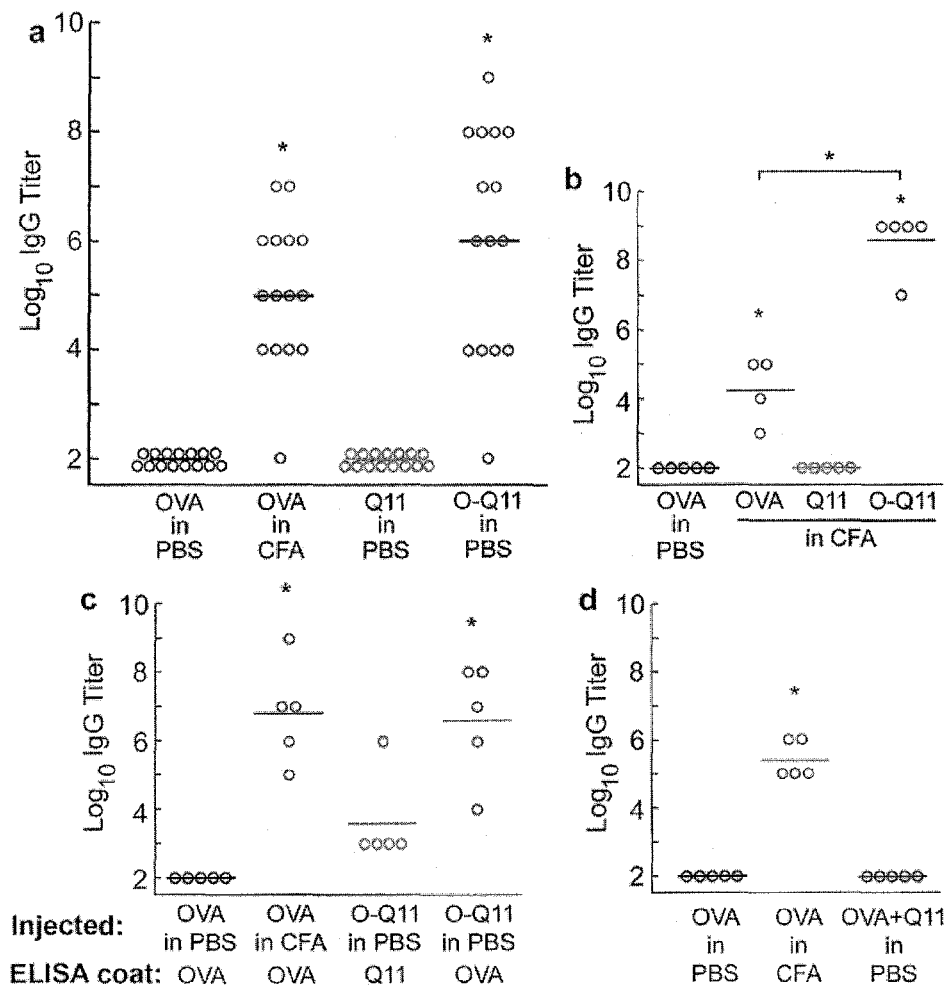 a
10
8
6
4
2
Log10 IgG Titer
*
*
OVA in PBS
OVA in CFA
Q11 in PBS
O-Q11 in PBS
b
10
8
6
4
2
Log10 IgG Titer
*
*
*
OVA in PBS
OVA
Q11
O-Q11
in CFA
c
10
8
6
4
2
Log10 IgG Titer
*
*
Injected:
OVA in PBS
OVA in CFA
O-Q11 in PBS
O-Q11 in PBS
ELISA coat:
OVA
OVA
Q11
OVA
d
10
8
6
4
2
Log10 IgG Titer
*
OVA in PBS
OVA in CFA
OVA+Q11 in PBS